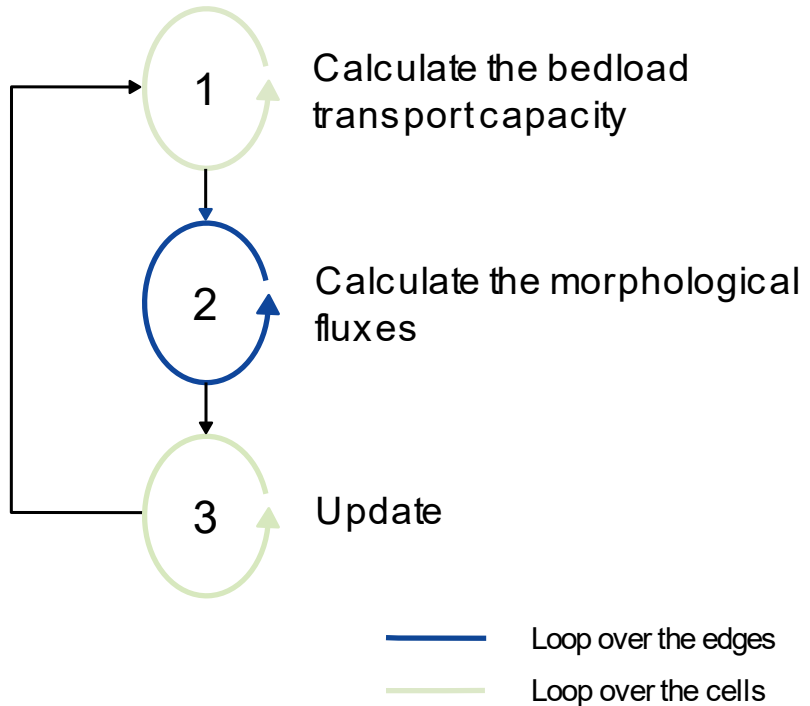 1
Calculate the bedload
transport capacity
2
Calculate the morphological
fluxes
3
Update
Loop over the edges
Loop over the cells